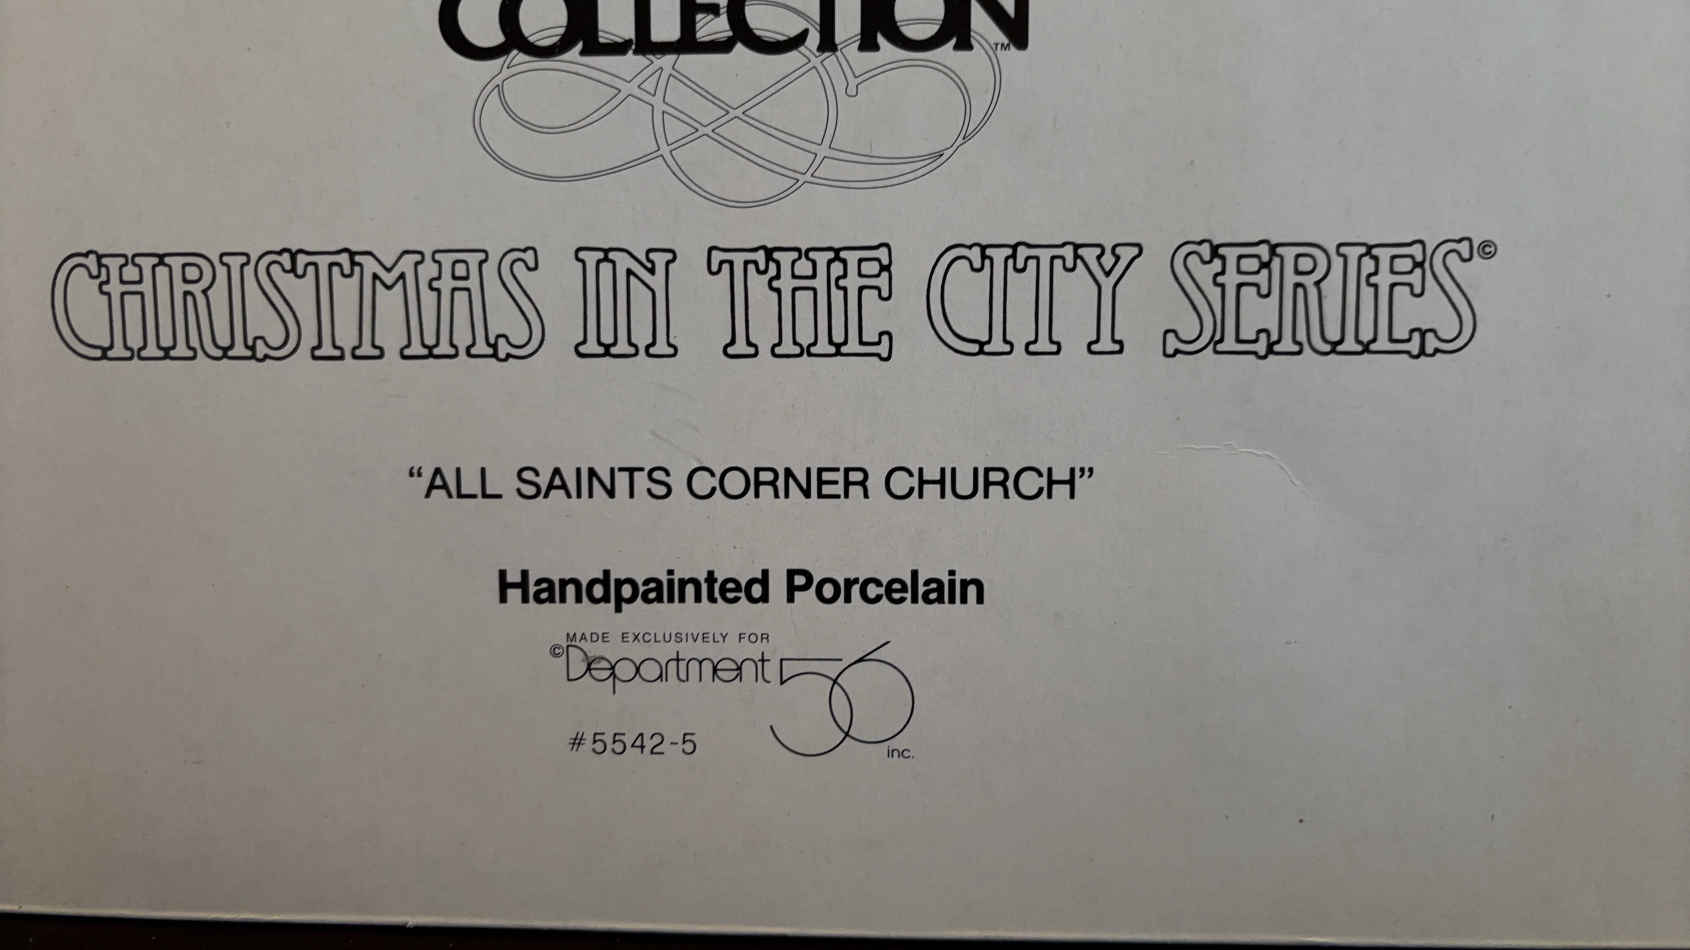 COLLECTION™
CHRISTMAS IN THE CITY SERIES©
“ALL SAINTS CORNER CHURCH”
Handpainted Porcelain
MADE EXCLUSIVELY FOR
©Department 56
inc.
#5542-5